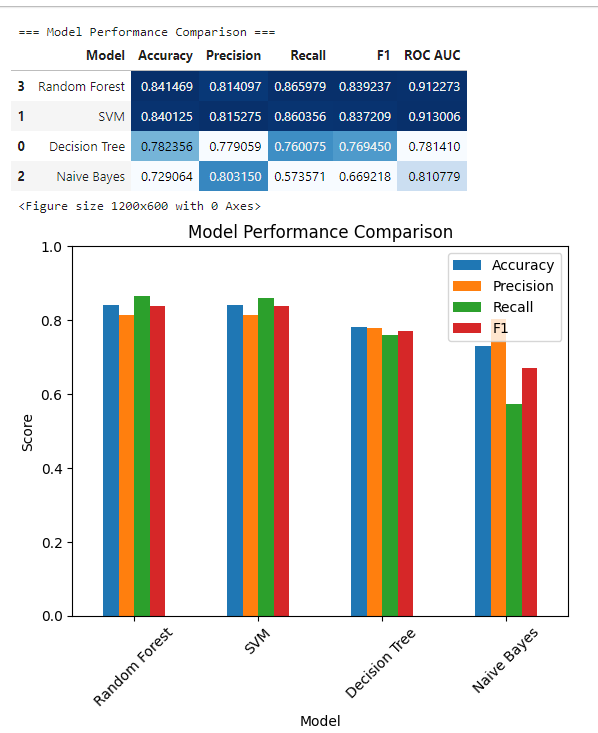 === Model Performance Comparison ===
Model Accuracy Precision Recall F1 ROC AUC
3 Random Forest 0.841469 0.814097 0.865979 0.839237 0.912273
1 SVM 0.840125 0.815275 0.860356 0.837209 0.913006
0 Decision Tree 0.782356 0.779059 0.760075 0.769450 0.781410
2 Naive Bayes 0.729064 0.803150 0.573571 0.669218 0.810779
<Figure size 1200x600 with 0 Axes>
Model Performance Comparison
1.0
0.8
0.6
0.4
0.2
0.0
Score
Accuracy
Precision
Recall
F1
Random Forest
SVM
Decision Tree
Naive Bayes
Model